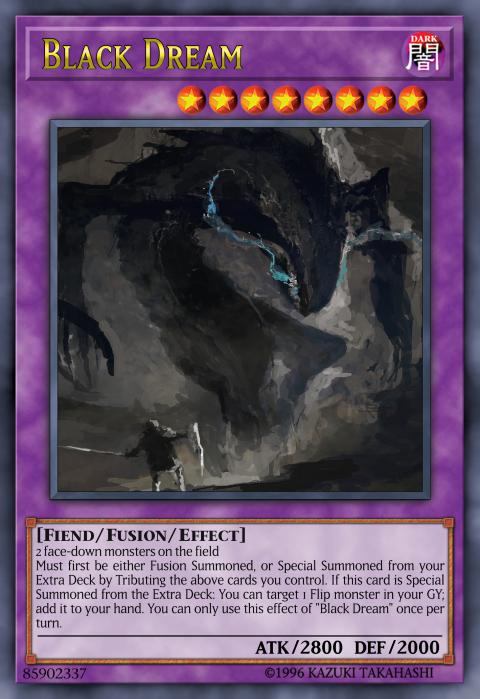 BLACK DREAM
DARK
闇
[FIEND/FUSION/EFFECT]
2 face-down monsters on the field
Must first be either Fusion Summoned, or Special Summoned from your
Extra Deck by Tributing the above cards you control. If this card is Special
Summoned from the Extra Deck: You can target 1 Flip monster in your GY;
add it to your hand. You can only use this effect of "Black Dream" once per
turn.
ATK/2800 DEF/2000
85902337 ©1996 KAZUKI TAKAHASHI